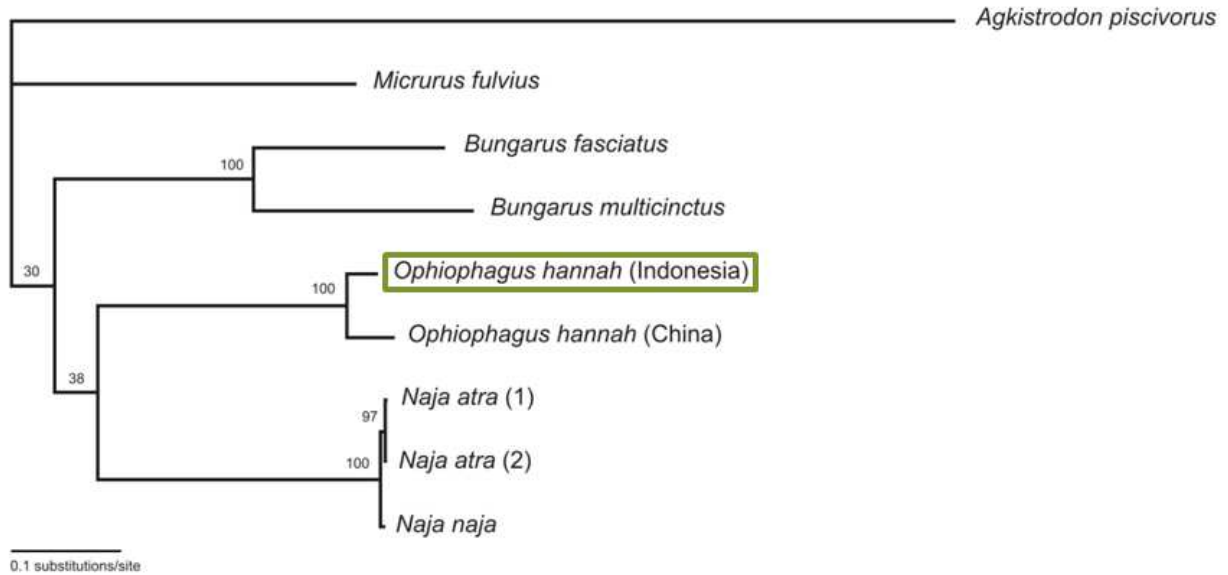 Agkistrodon piscivorus
Micrurus fulvius
Bungarus fasciatus
100
Bungarus multicinctus
30
Ophiophagus hannah (Indonesia)
100
Ophiophagus hannah (China)
38
Naja atra (1)
97
Naja atra (2)
100
Naja naja
0.1 substitutions/site